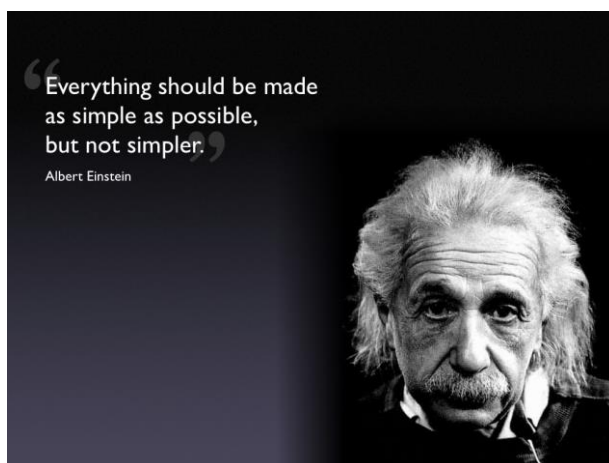 “Everything should be made
as simple as possible,
but not simpler.”
Albert Einstein